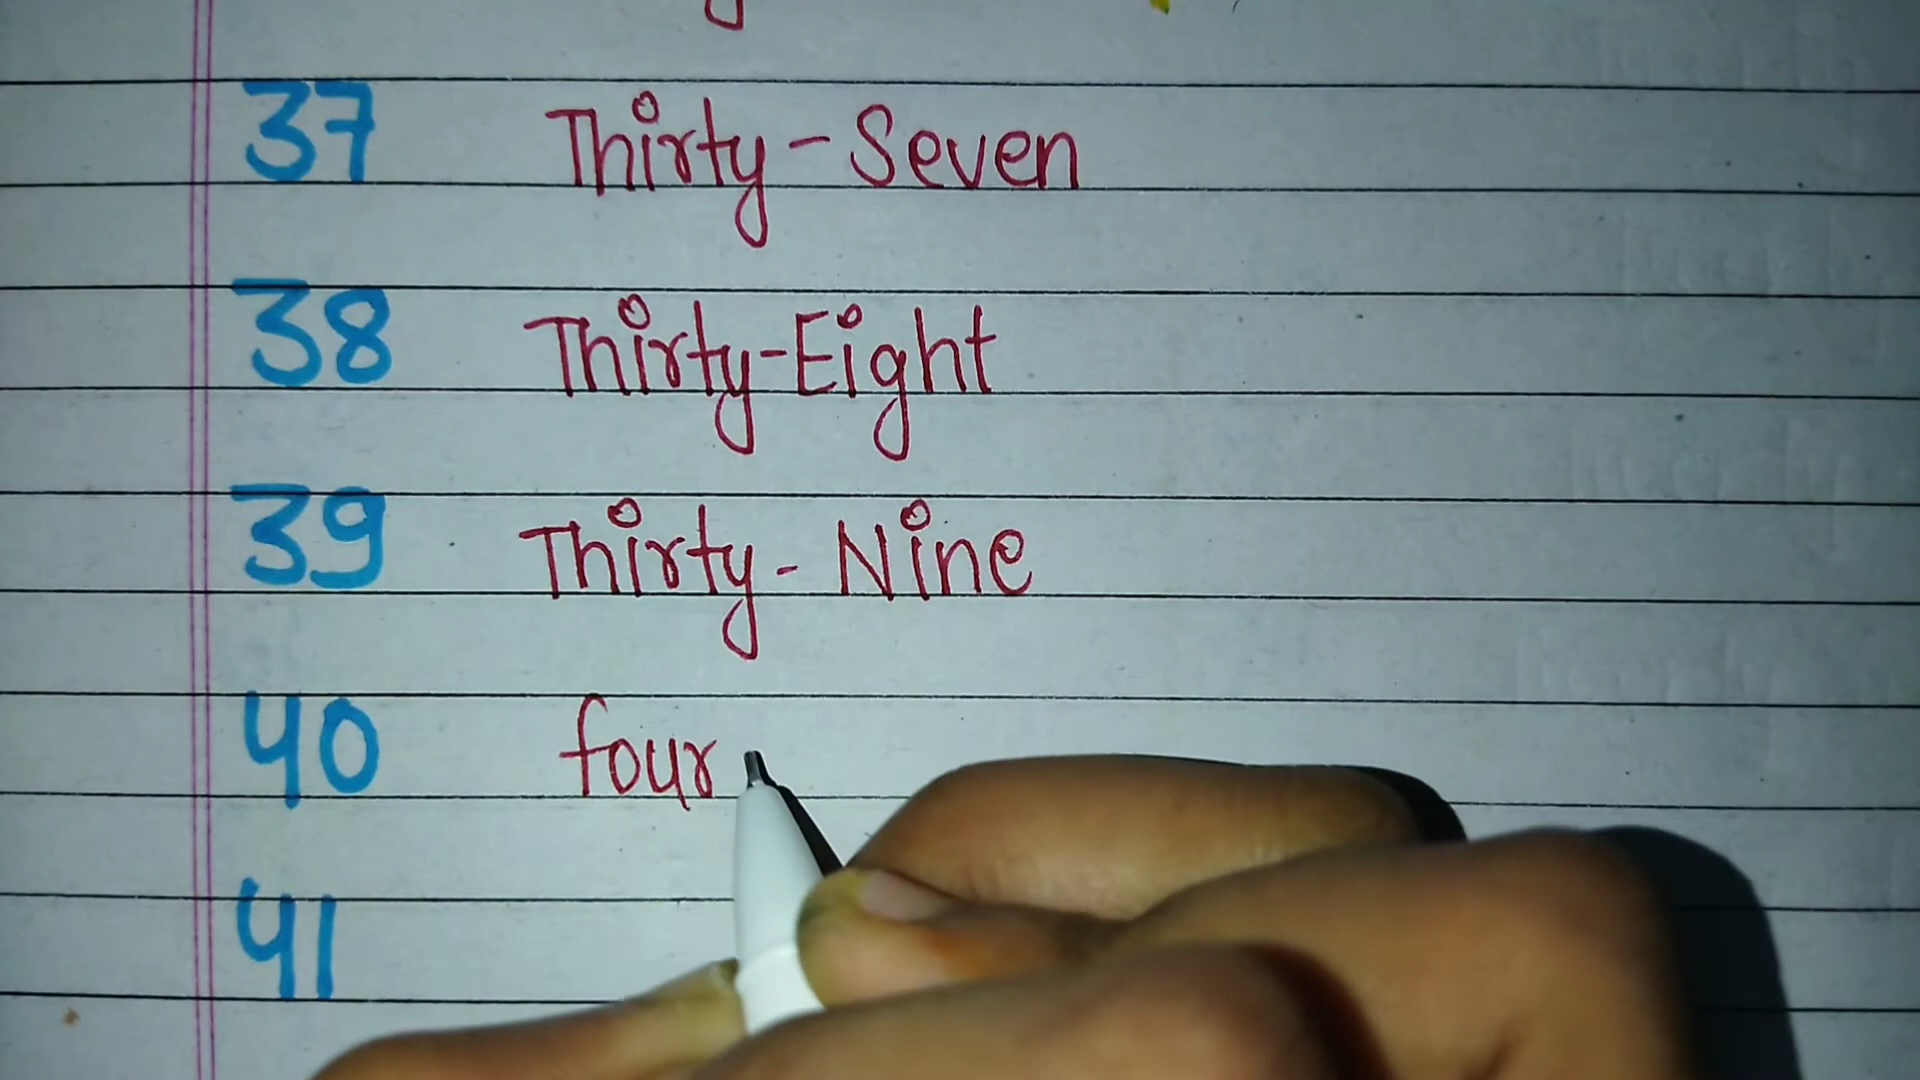 37 Thirty-Seven
38 Thirty-Eight
39 Thirty-Nine
40 four
41